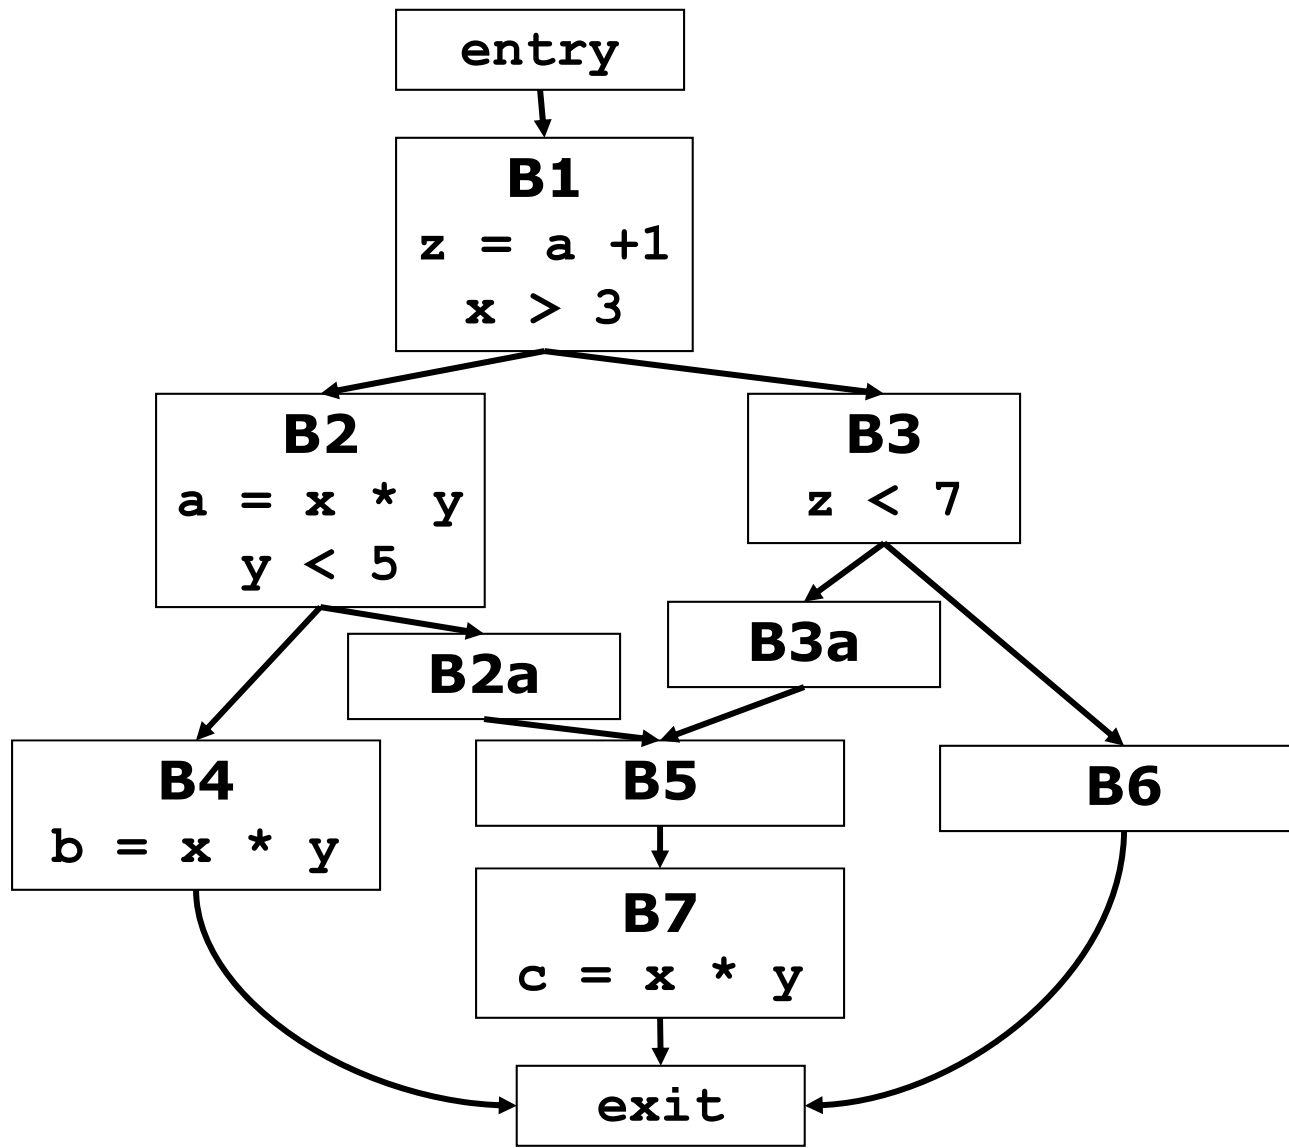 entry
B1
z = a +1
x > 3
B2
a = x * y
y < 5
B3
z < 7
B2a
B3a
B4
b = x * y
B5
B6
B7
c = x * y
exit